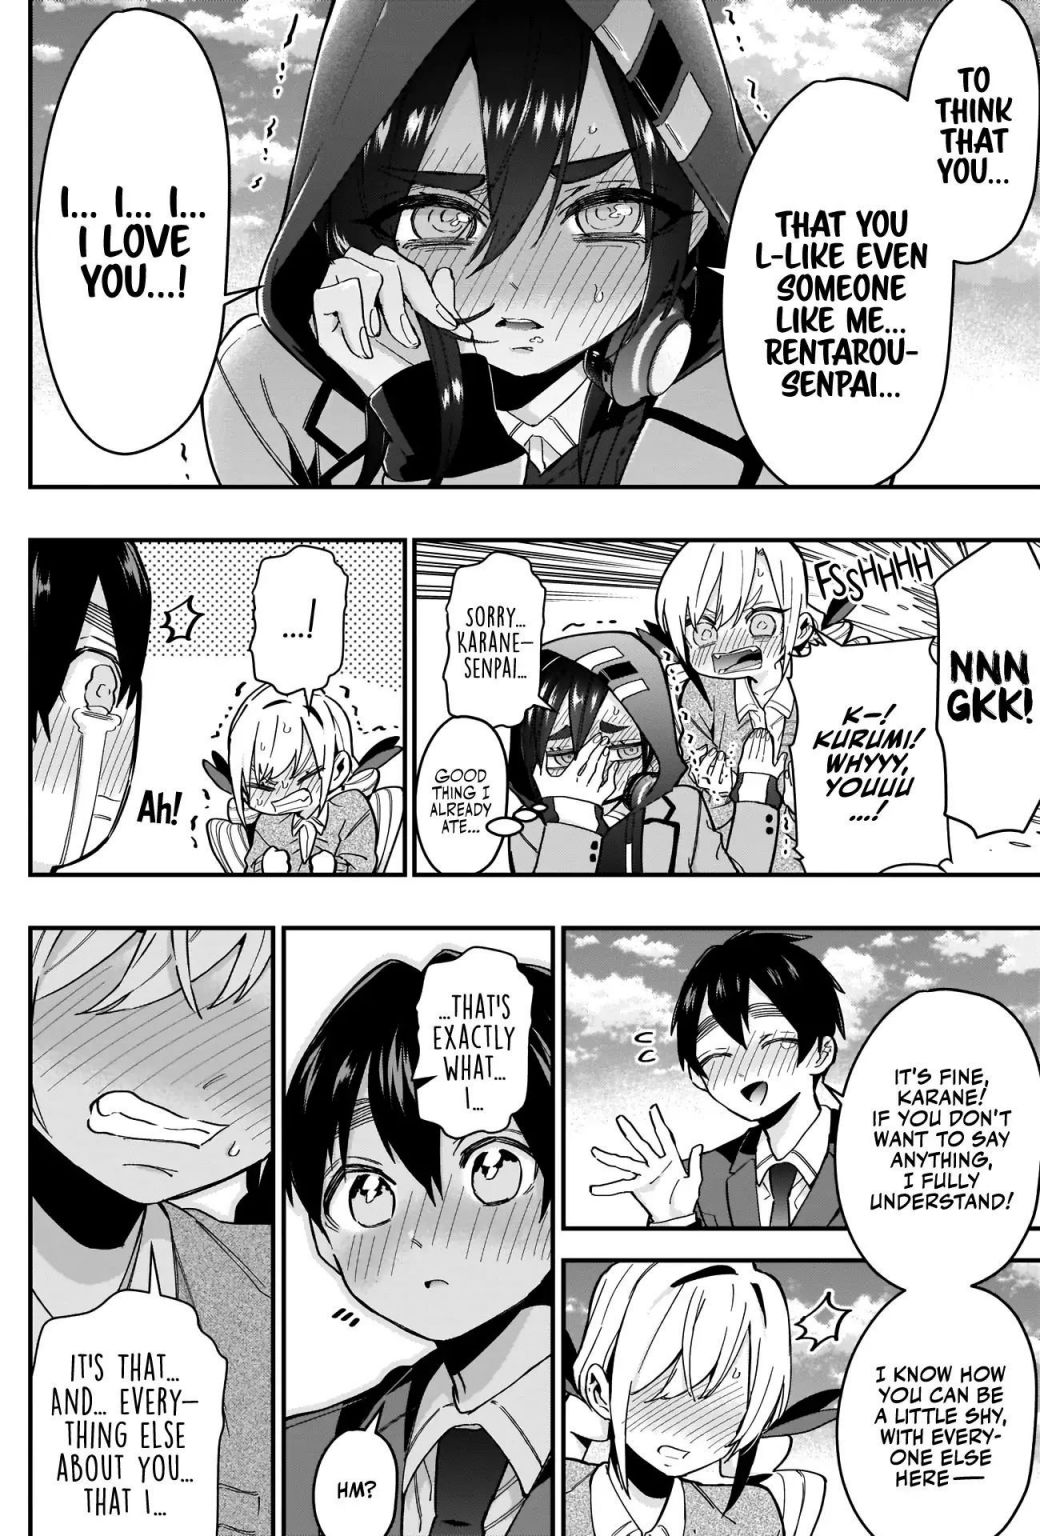 TO
THINK
THAT
YOU...
THAT YOU
L-LIKE EVEN
SOMEONE
LIKE ME...
RENTAROU-
SENPAI...
I... I... I...
I LOVE
YOU...!
NNN
GKK!
FSSHHHH
K-!
KURUMI!
WHYYY,
YOUUU
...!
SORRY...
KARANE-
SENPAI...
GOOD
THING I
ALREADY
ATE...
...!
Ah!
IT'S FINE,
KARANE!
IF YOU DON'T
WANT TO SAY
ANYTHING,
I FULLY
UNDERSTAND!
I KNOW HOW
YOU CAN BE
A LITTLE SHY,
WITH EVERY-
ONE ELSE
HERE—
...THAT'S
EXACTLY
WHAT...
I...
HM?
IT'S THAT...
AND... EVERY-
THING ELSE
ABOUT YOU...
THAT I...